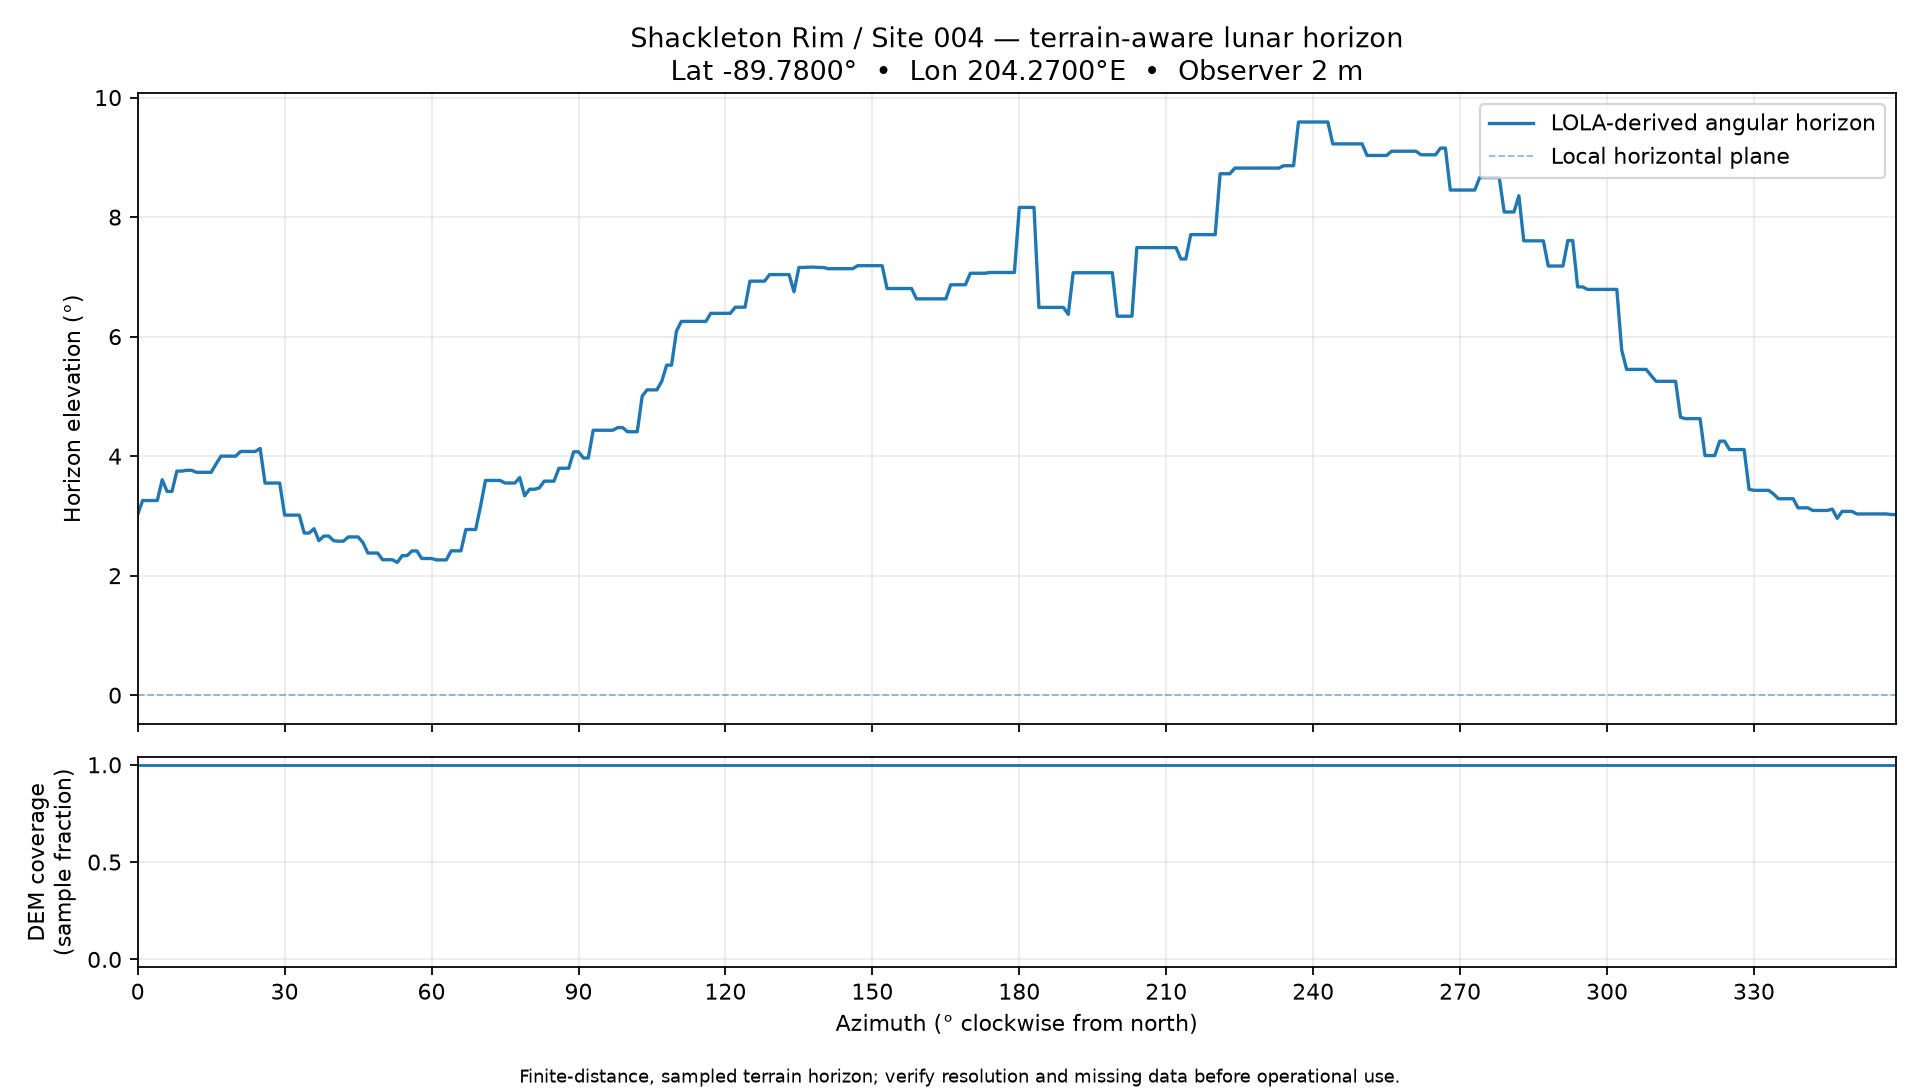 Shackleton Rim / Site 004 — terrain-aware lunar horizon
Lat -89.7800° • Lon 204.2700°E • Observer 2 m
10
8
6
4
2
0
Horizon elevation (°)
LOLA-derived angular horizon
Local horizontal plane
1.0
0.5
0.0
DEM coverage
(sample fraction)
0 30 60 90 120 150 180 210 240 270 300 330
Azimuth (° clockwise from north)
Finite-distance, sampled terrain horizon; verify resolution and missing data before operational use.